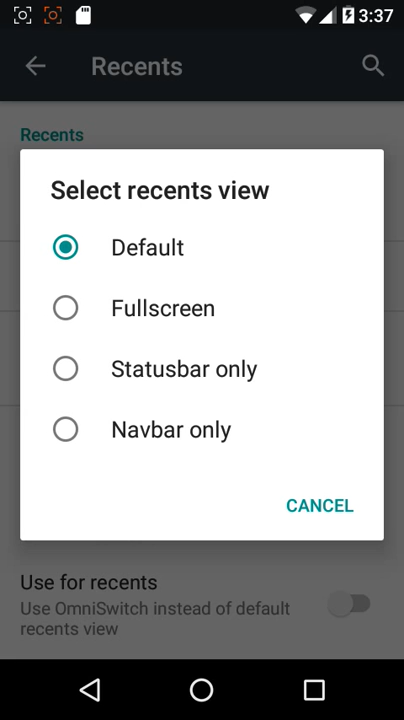 3:37
Recents
Recents
Select recents view
Default
Fullscreen
Statusbar only
Navbar only
CANCEL
Use for recents
Use OmniSwitch instead of default
recents view